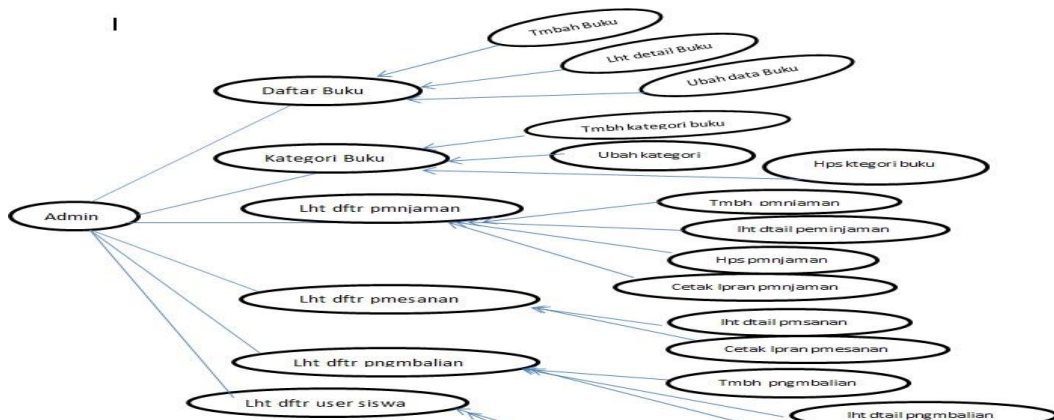 I
Tmbah Buku
Lht detail Buku
Ubah data Buku
Daftar Buku
Tmbh kategori buku
Ubah kategori
Hps ktegori buku
Kategori Buku
Admin
Lht dftr pmnjaman
Tmbh pmnjaman
lht dtail peminjaman
Hps pmnjaman
Cetak lpran pmnjaman
Lht dftr pmesanan
lht dtail pmsanan
Cetak lpran pmesanan
Lht dftr pngmbalian
Tmbh pngmbalian
lht dtail pngmbalian
Lht dftr user siswa